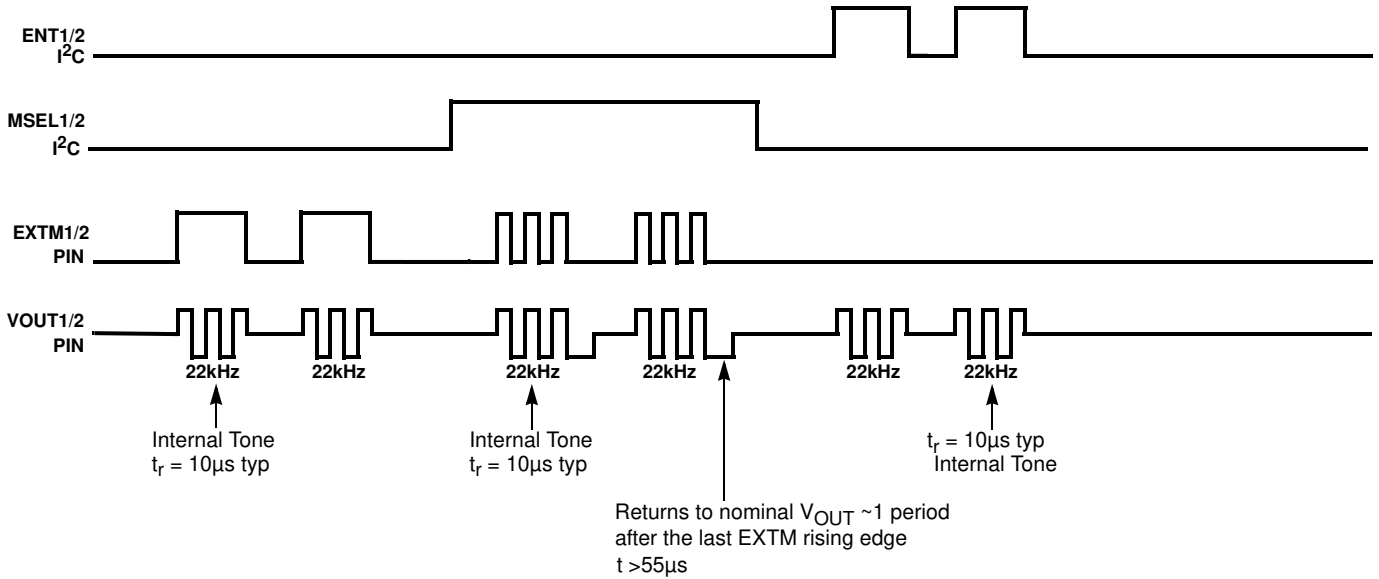 ENT1/2
I²C
MSEL1/2
I²C
EXTM1/2
PIN
VOUT1/2
PIN
22kHz 22kHz 22kHz 22kHz 22kHz 22kHz
Internal Tone
tr = 10µs typ
Internal Tone
tr = 10µs typ
tr = 10µs typ
Internal Tone
Returns to nominal VOUT ~1 period
after the last EXTM rising edge
t >55µs